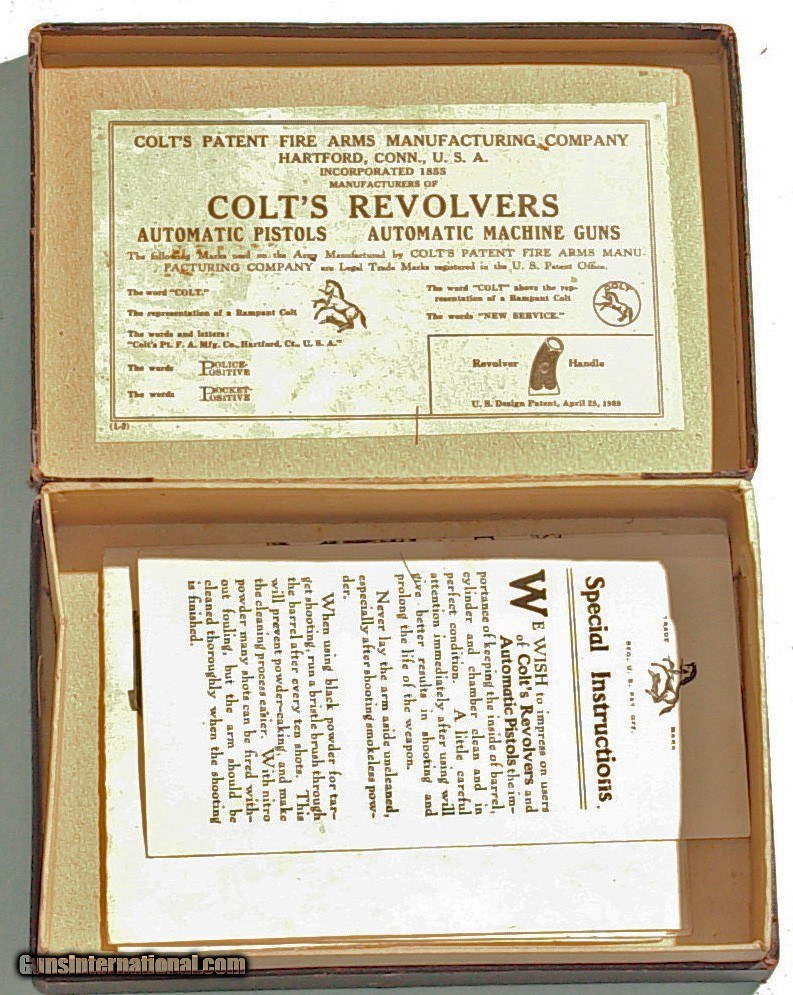 COLT'S PATENT FIRE ARMS MANUFACTURING COMPANY
HARTFORD, CONN., U. S. A.
INCORPORATED 1855
MANUFACTURERS OF
COLT'S REVOLVERS
AUTOMATIC PISTOLS AUTOMATIC MACHINE GUNS
The following Marks used on the Arms Manufactured by COLT'S PATENT FIRE ARMS MANU-
FACTURING COMPANY are Legal Trade Marks registered in the U. S. Patent Office.
The word "COLT."
The representation of a Rampant Colt
The words and letters:
"Colt's Pt. F. A. Mfg. Co., Hartford, Ct., U. S. A."
The words POLICE-POSITIVE
The words POCKET-POSITIVE
The word "COLT" above the rep-
resentation of a Rampant Colt
COLT
The words "NEW SERVICE."
Revolver Handle
U. S. Design Patent, April 25,
(L-3)
TRADE MARK
REG. U. S. PAT. OFF.
Special Instructions.
WE WISH to impress on users
of Colt's Revolvers and
Automatic Pistols the im-
portance of keeping the inside of barrel,
cylinder and chamber clean and in
perfect condition. A little careful
attention immediately after using will
give better results in shooting and
prolong the life of the weapon.
Never lay the arm aside uncleaned,
especially after shooting smokeless pow-
der.
When using black powder for tar-
get shooting, run a bristle brush through
the barrel after every ten shots. This
will prevent powder-caking, and make
the cleaning process easier. With nitro
powder many shots can be fired with-
out fouling, but the arm should be
cleaned thoroughly when the shooting
is finished.
GunsInternational.com